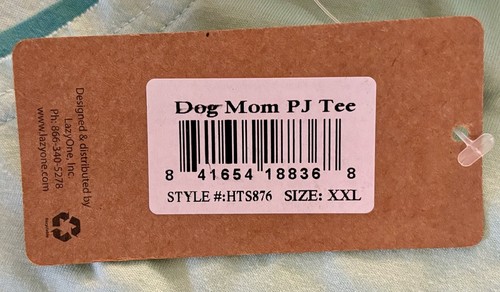 Dog Mom PJ Tee
8 41654 18836 8
STYLE #:HTS876 SIZE: XXL
Designed & distributed by
LazyOne, Inc.
Ph: 866-340-5278
www.lazyone.com